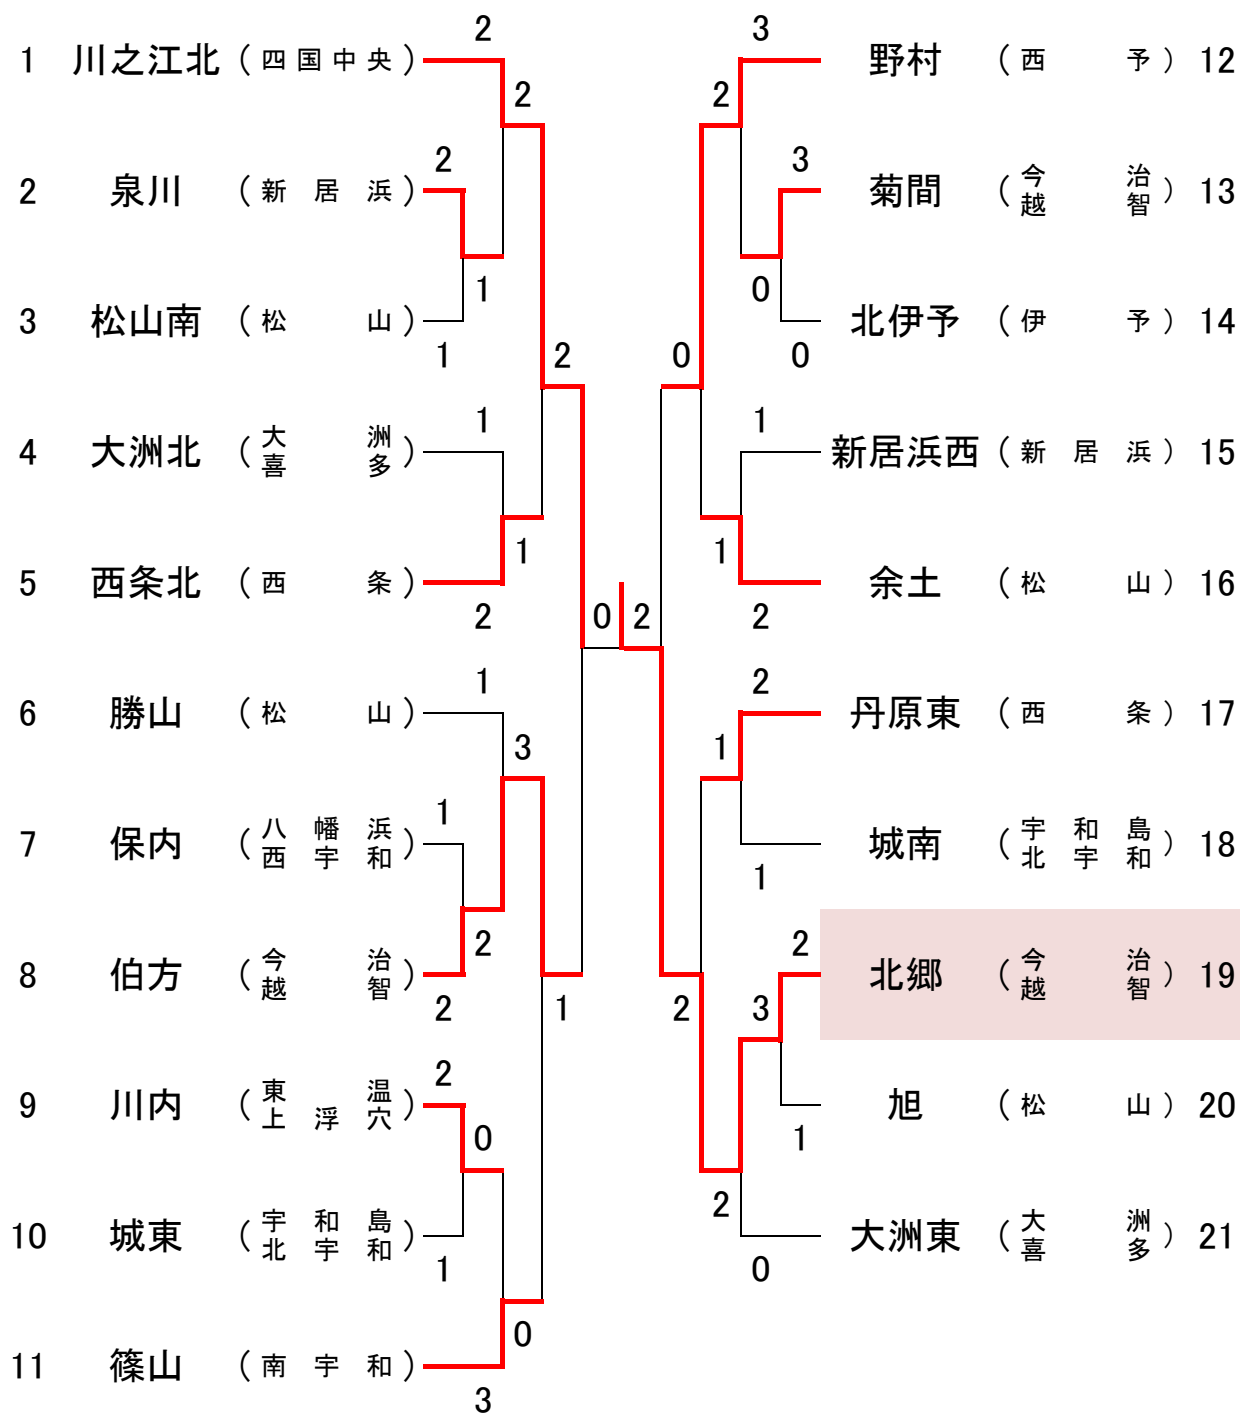 1 川之江北 (四国中央) 2
2
2 泉川 (新居浜) 2
1
3 松山南 (松山) 1
2
4 大洲北 (大洲喜多) 1
1
5 西条北 (西条) 2
0
6 勝山 (松山) 1
3
7 保内 (八幡浜西宇和) 1
2
8 伯方 (今治越智) 2
1
9 川内 (東温上浮穴) 2
0
10 城東 (宇和島北宇和) 1
0
11 篠山 (南宇和) 3
3 野村 (西予) 12
2
3 菊間 (今治越智) 13
0
0 北伊予 (伊予) 14
0
1 新居浜西 (新居浜) 15
1
2 余土 (松山) 16
2
2 丹原東 (西条) 17
1
1 城南 (宇和島北宇和) 18
2 北郷 (今治越智) 19
3
2
1 旭 (松山) 20
2
0 大洲東 (大洲喜多) 21